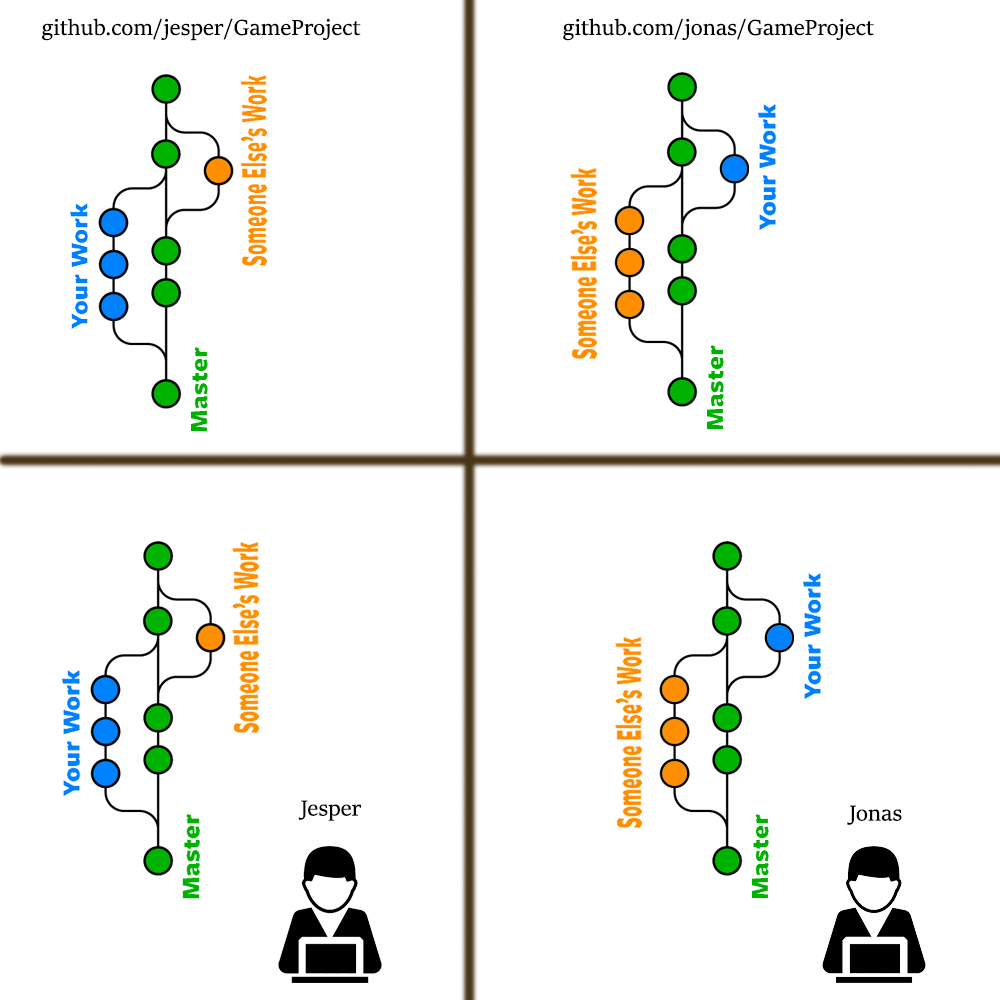 github.com/jesper/GameProject
Someone Else's Work
Your Work
Master
github.com/jonas/GameProject
Your Work
Someone Else's Work
Master
Someone Else's Work
Your Work
Jesper
Master
Your Work
Someone Else's Work
Jonas
Master